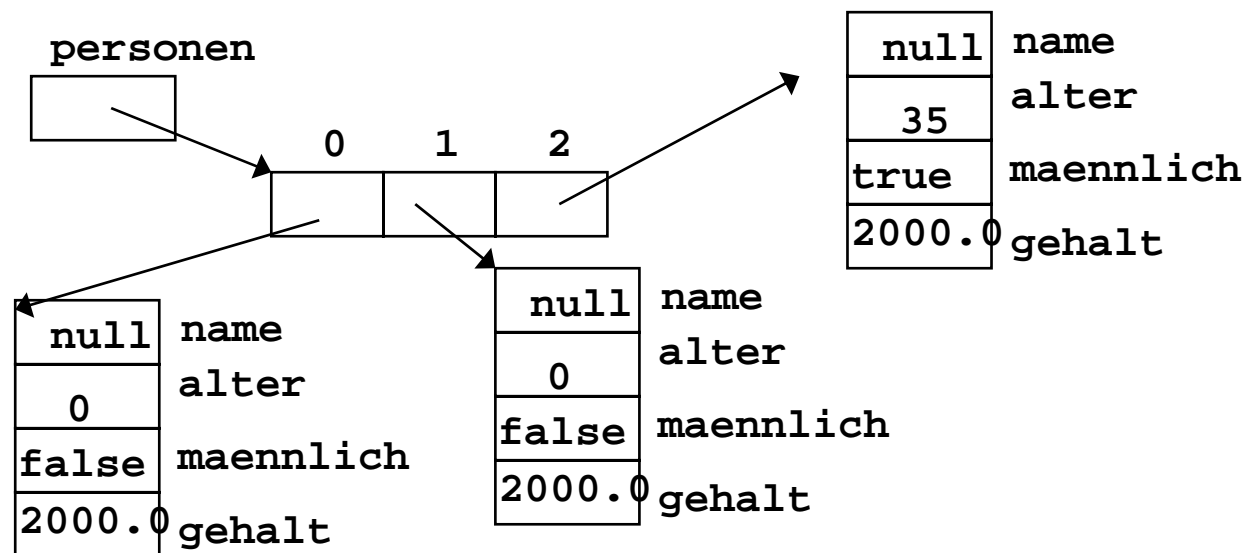 personen
0 1 2
null name
35 alter
true maennlich
2000.0 gehalt
null name
0 alter
false maennlich
2000.0 gehalt
null name
0 alter
false maennlich
2000.0 gehalt